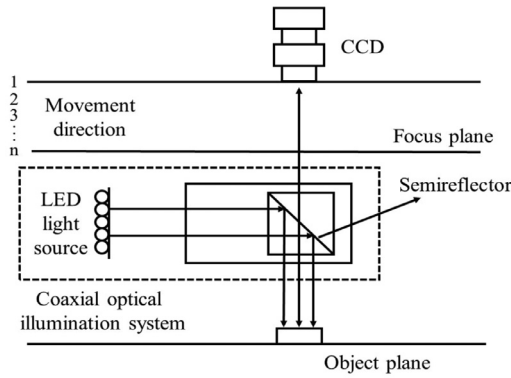 CCD
1
2
3
⋮
n
Movement
direction
Focus plane
Semireflector
LED
light
source
Coaxial optical
illumination system
Object plane